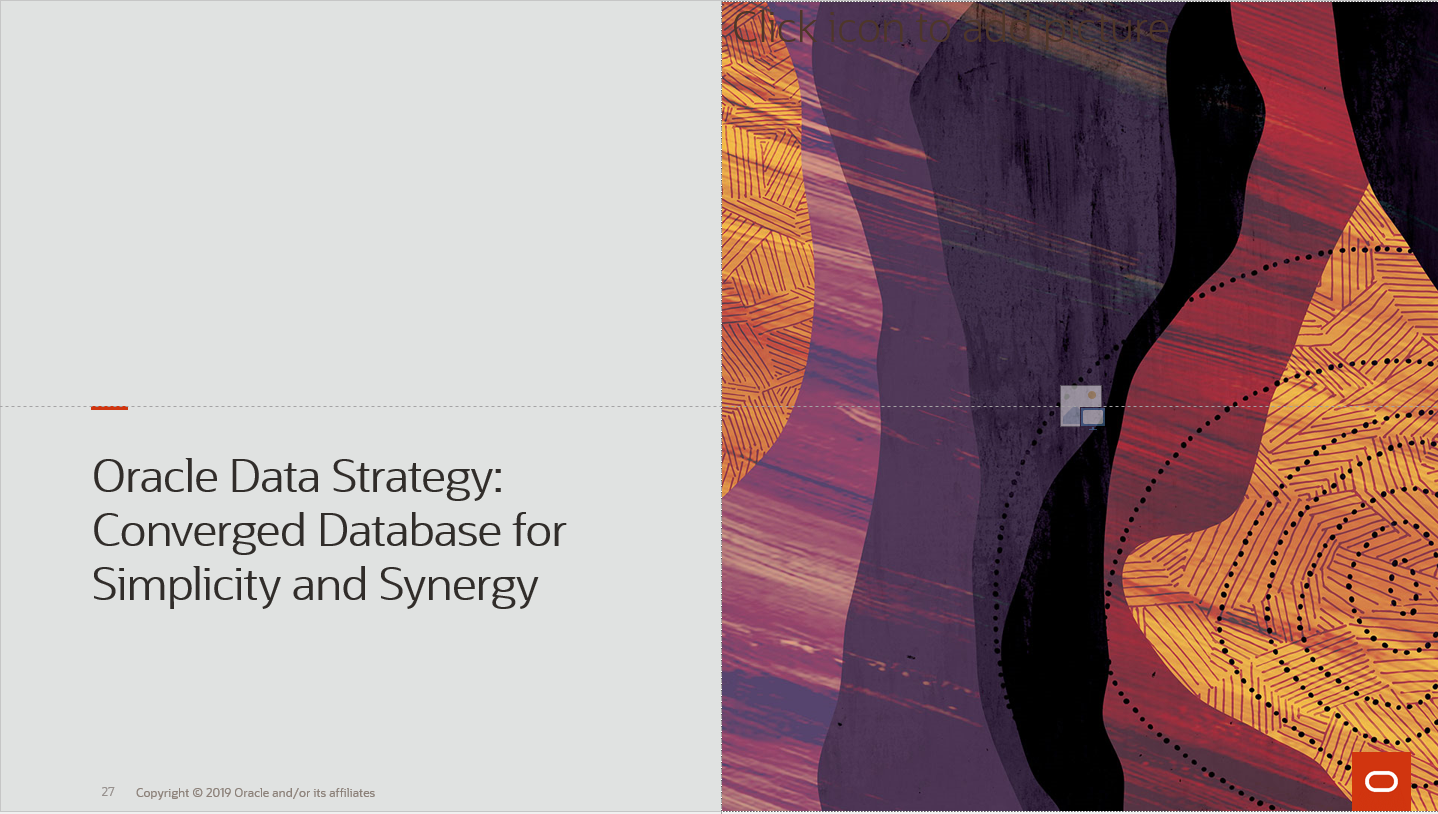 Click icon to add picture
Oracle Data Strategy:
Converged Database for
Simplicity and Synergy
27 Copyright © 2019 Oracle and/or its affiliates